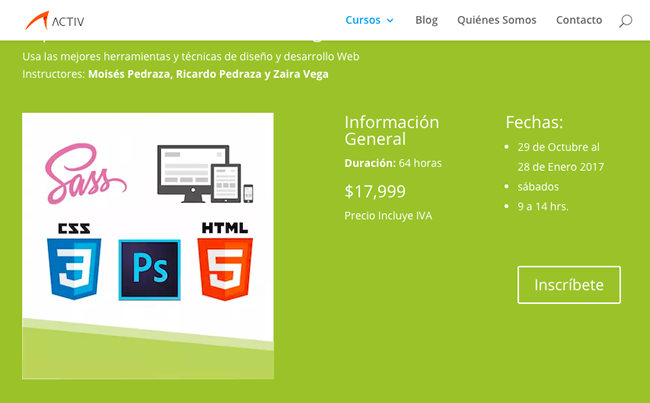 ACTIV
Cursos
Blog
Quiénes Somos
Contacto
Usa las mejores herramientas y técnicas de diseño y desarrollo Web
Instructores: Moisés Pedraza, Ricardo Pedraza y Zaira Vega
Sass
CSS
3
Ps
HTML
5
Información
General
Duración: 64 horas
$17,999
Precio Incluye IVA
Fechas:
29 de Octubre al
28 de Enero 2017
sábados
9 a 14 hrs.
Inscríbete